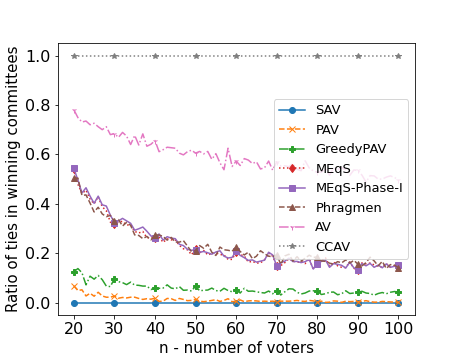 1.0
0.8
0.6
0.4
0.2
0.0
Ratio of ties in winning committees
SAV
PAV
GreedyPAV
MEqS
MEqS-Phase-I
Phragmen
AV
CCAV
20 30 40 50 60 70 80 90 100
n - number of voters